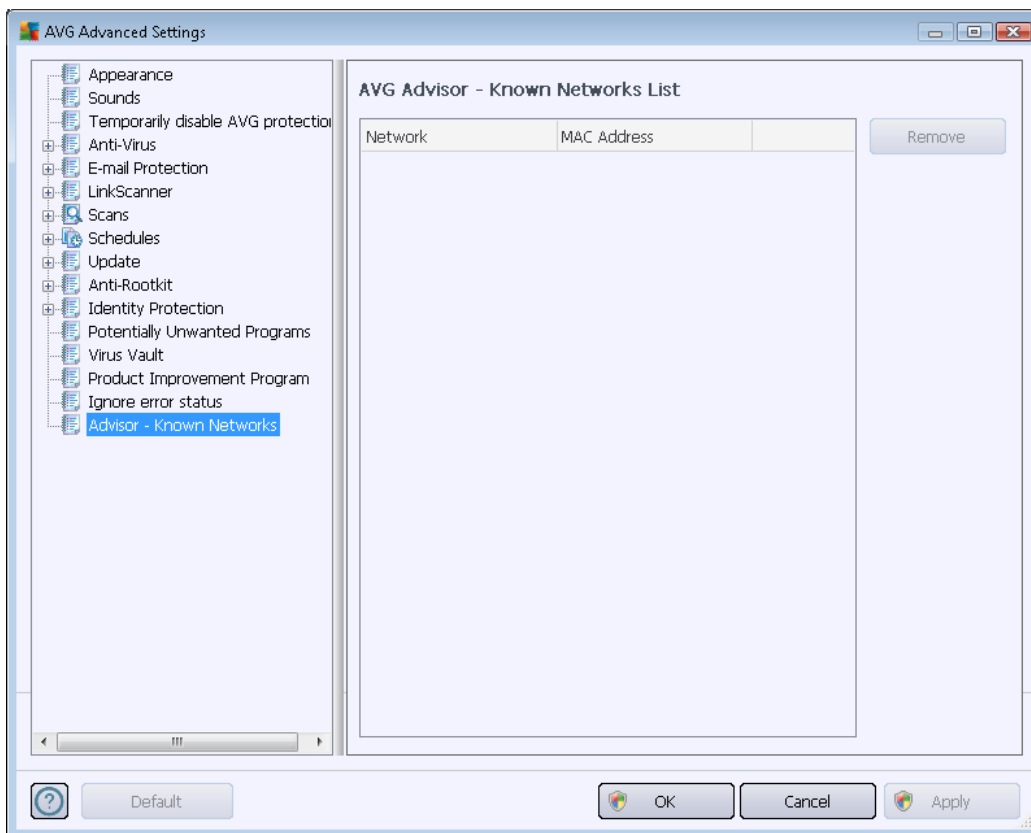 AVG Advanced Settings
Appearance
Sounds
Temporarily disable AVG protection
Anti-Virus
E-mail Protection
LinkScanner
Scans
Schedules
Update
Anti-Rootkit
Identity Protection
Potentially Unwanted Programs
Virus Vault
Product Improvement Program
Ignore error status
Advisor - Known Networks
AVG Advisor - Known Networks List
Network MAC Address
Remove
? Default OK Cancel Apply